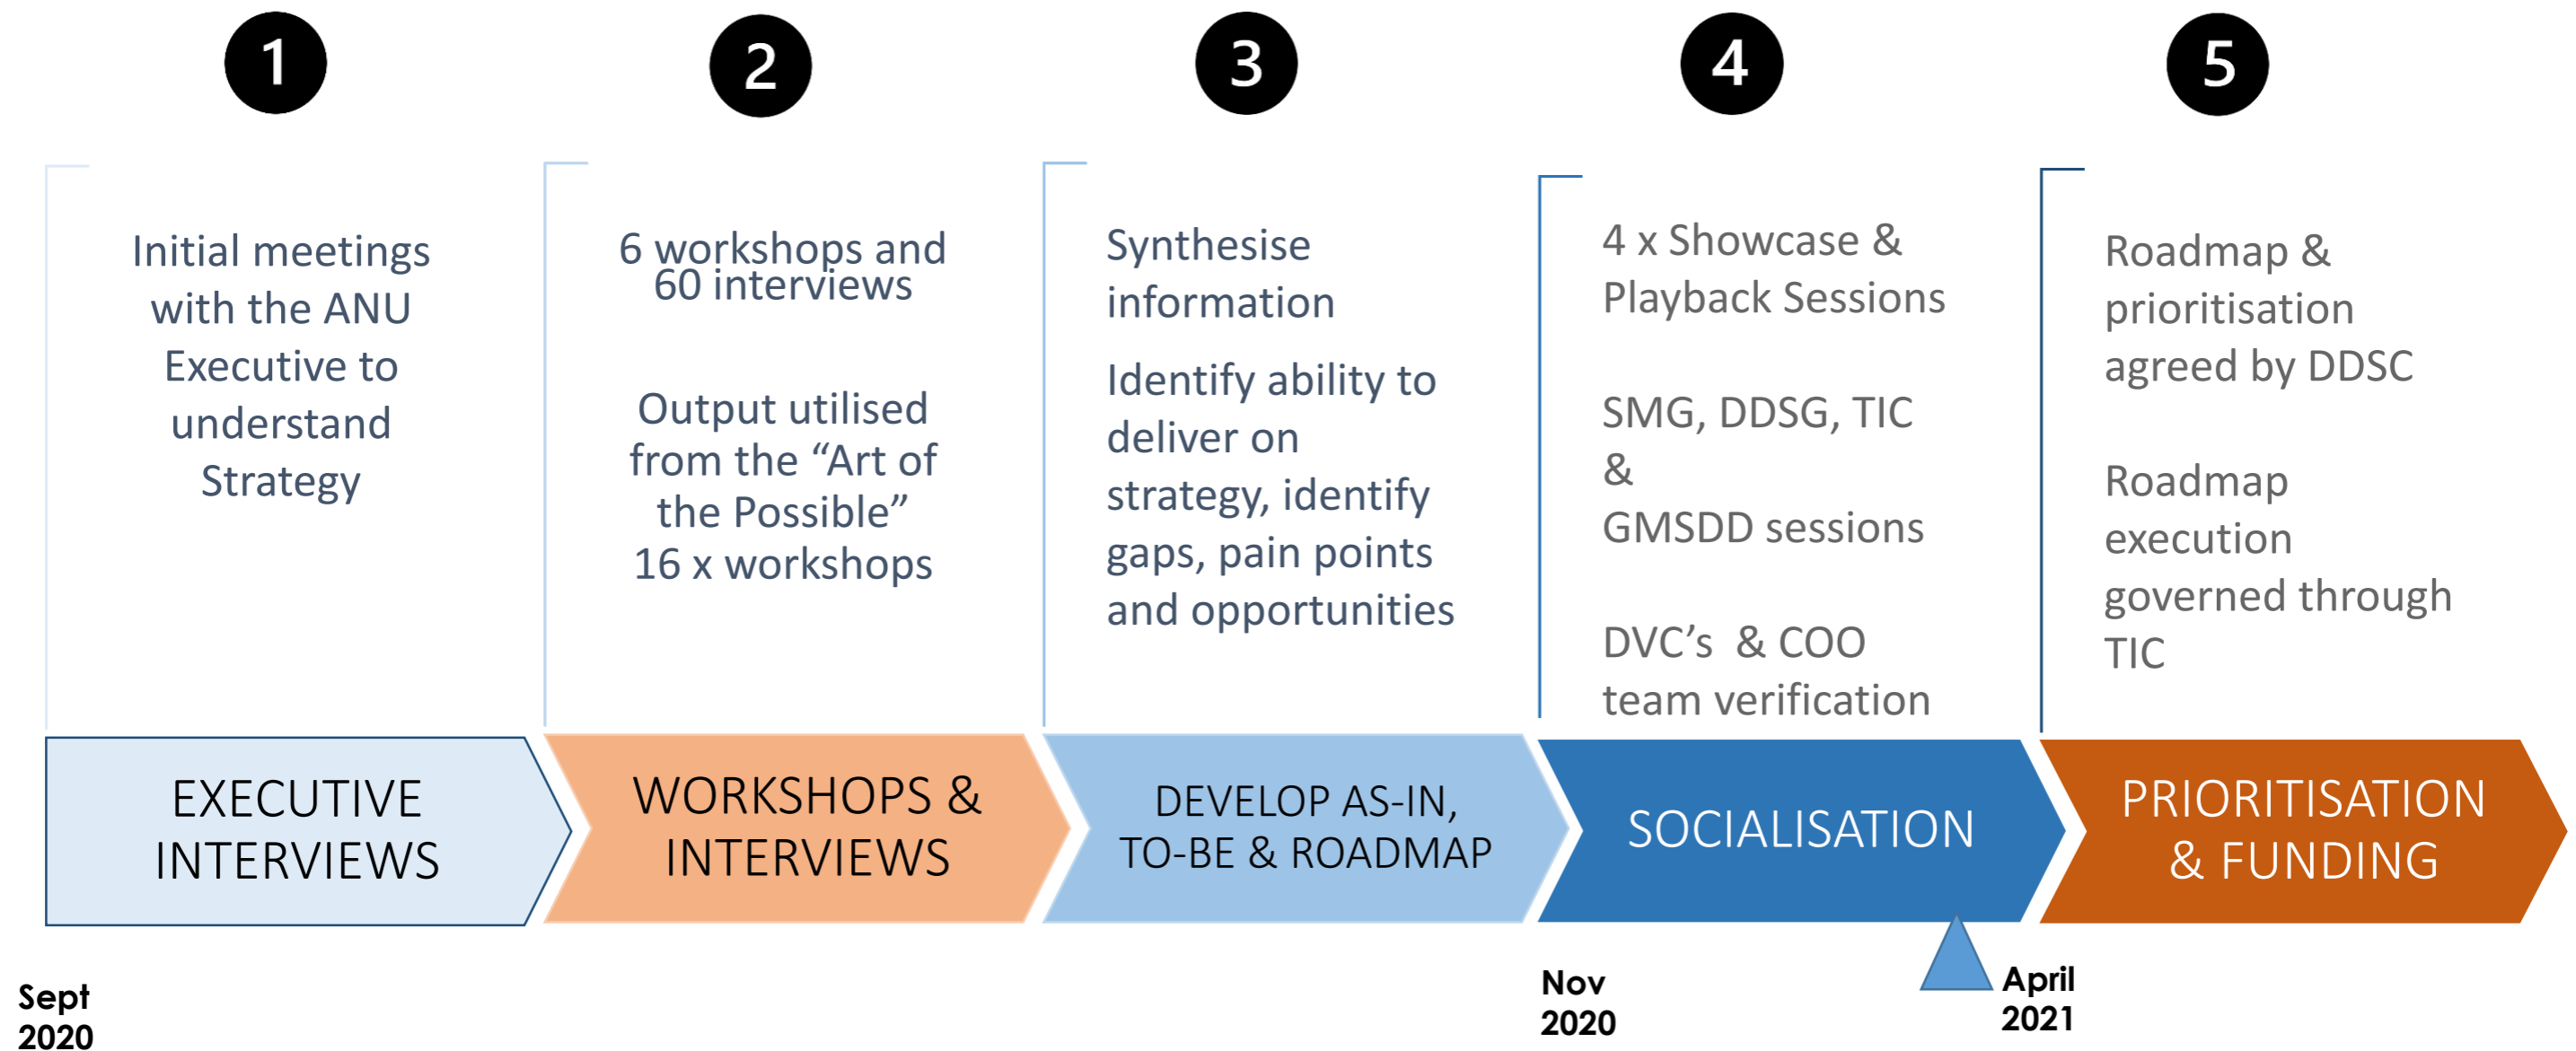 1
Initial meetings
with the ANU
Executive to
understand
Strategy
EXECUTIVE
INTERVIEWS
2
6 workshops and
60 interviews
Output utilised
from the “Art of
the Possible”
16 x workshops
WORKSHOPS &
INTERVIEWS
3
Synthesise
information
Identify ability to
deliver on
strategy, identify
gaps, pain points
and opportunities
DEVELOP AS-IN,
TO-BE & ROADMAP
4
4 x Showcase &
Playback Sessions
SMG, DDSG, TIC
&
GMSDD sessions
DVC’s & COO
team verification
SOCIALISATION
5
Roadmap &
prioritisation
agreed by DDSC
Roadmap
execution
governed through
TIC
PRIORITISATION
& FUNDING
Sept
2020
Nov
2020
April
2021